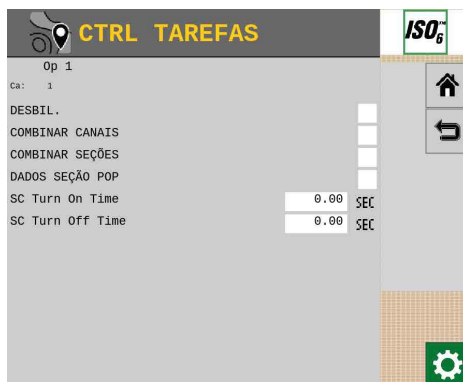 CTRL TAREFAS
ISO™6
Op 1
Ca: 1
DESBIL.
COMBINAR CANAIS
COMBINAR SEÇÕES
DADOS SEÇÃO POP
SC Turn On Time 0.00 SEC
SC Turn Off Time 0.00 SEC